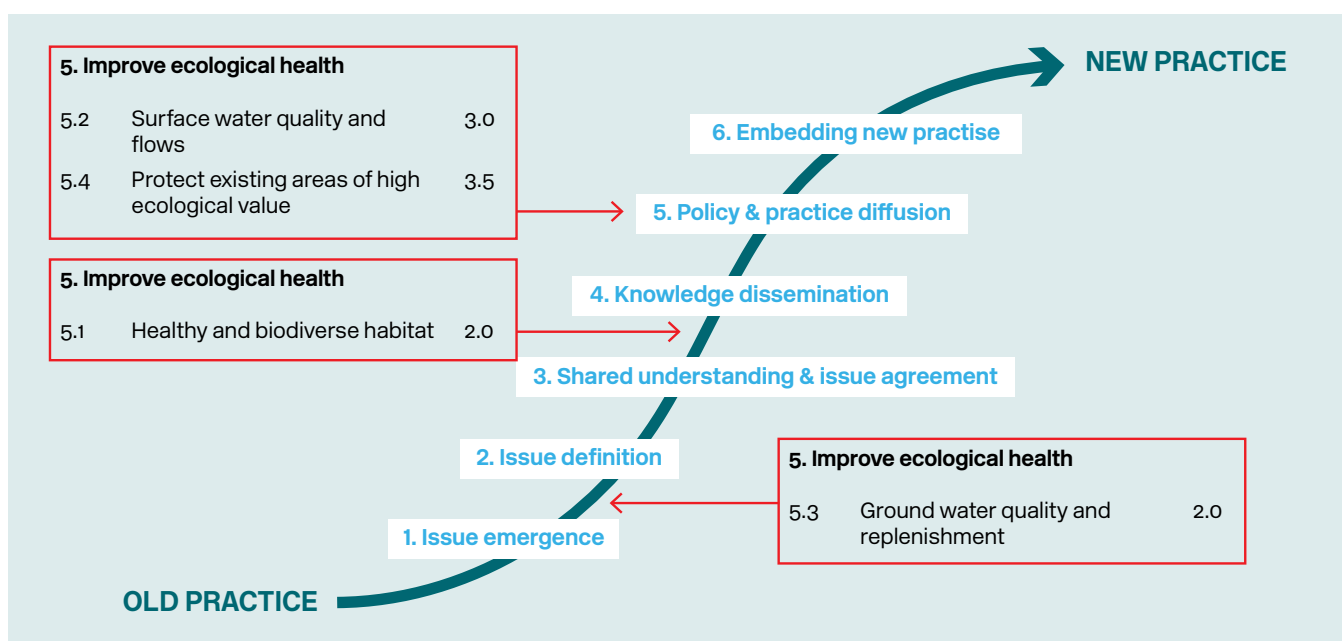 5. Improve ecological health
5.2 Surface water quality and 3.0
flows
5.4 Protect existing areas of high 3.5
ecological value
5. Improve ecological health
5.1 Healthy and biodiverse habitat 2.0
NEW PRACTICE
6. Embedding new practise
5. Policy & practice diffusion
4. Knowledge dissemination
3. Shared understanding & issue agreement
2. Issue definition
1. Issue emergence
OLD PRACTICE
5. Improve ecological health
5.3 Ground water quality and 2.0
replenishment